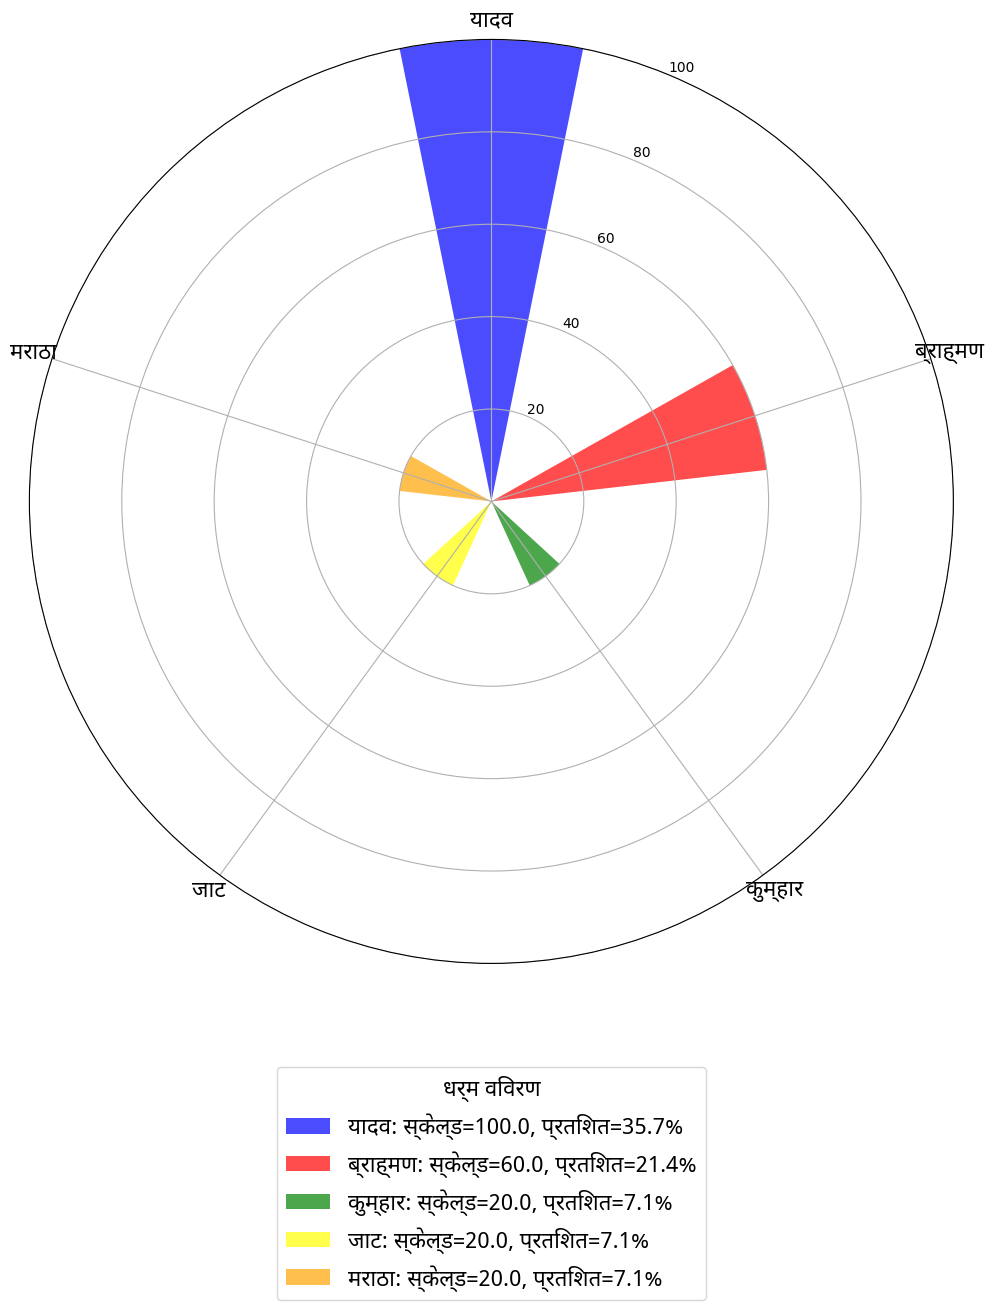 यादव
100
80
60
40
20
मराठा
ब्राह्मण
जाट
कुम्हार
धर्म विवरण
यादव: स्केल्ड=100.0, प्रतिशत=35.7%
ब्राह्मण: स्केल्ड=60.0, प्रतिशत=21.4%
कुम्हार: स्केल्ड=20.0, प्रतिशत=7.1%
जाट: स्केल्ड=20.0, प्रतिशत=7.1%
मराठा: स्केल्ड=20.0, प्रतिशत=7.1%